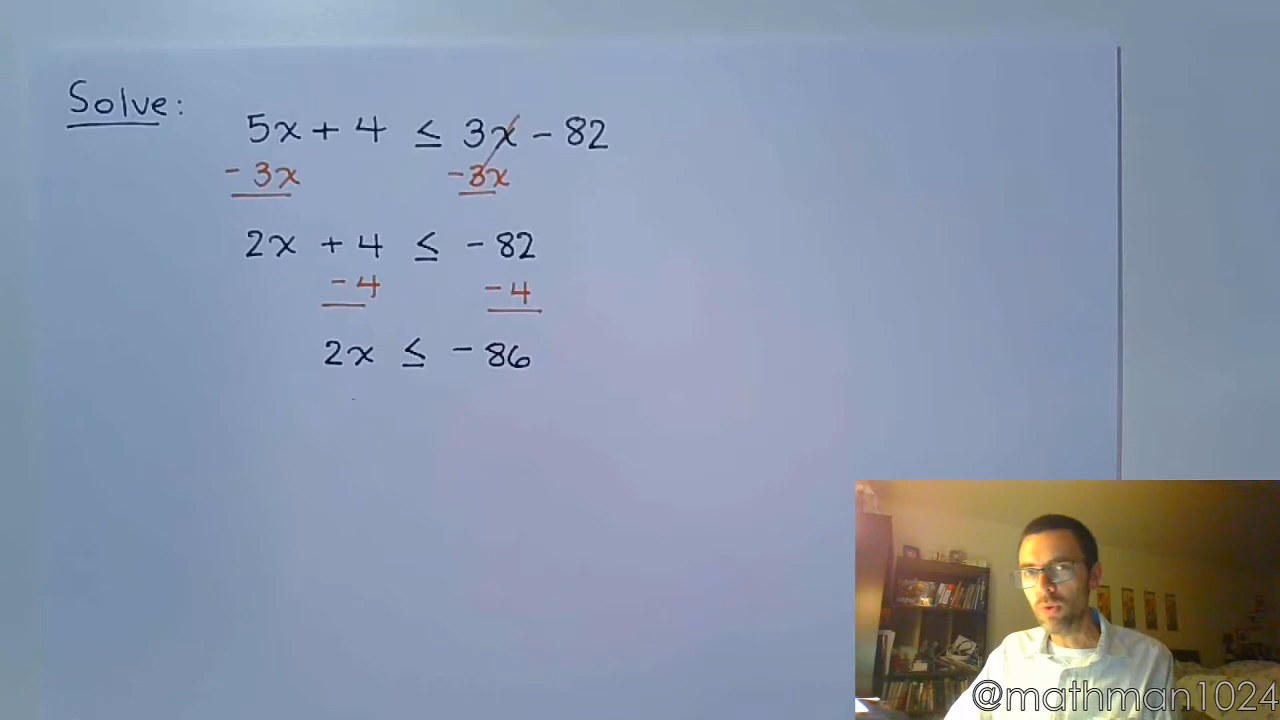 Solve:
5x + 4 ≤ 3x - 82
- 3x - 3x
2x + 4 ≤ - 82
- 4 - 4
2x ≤ - 86
@mathman1024